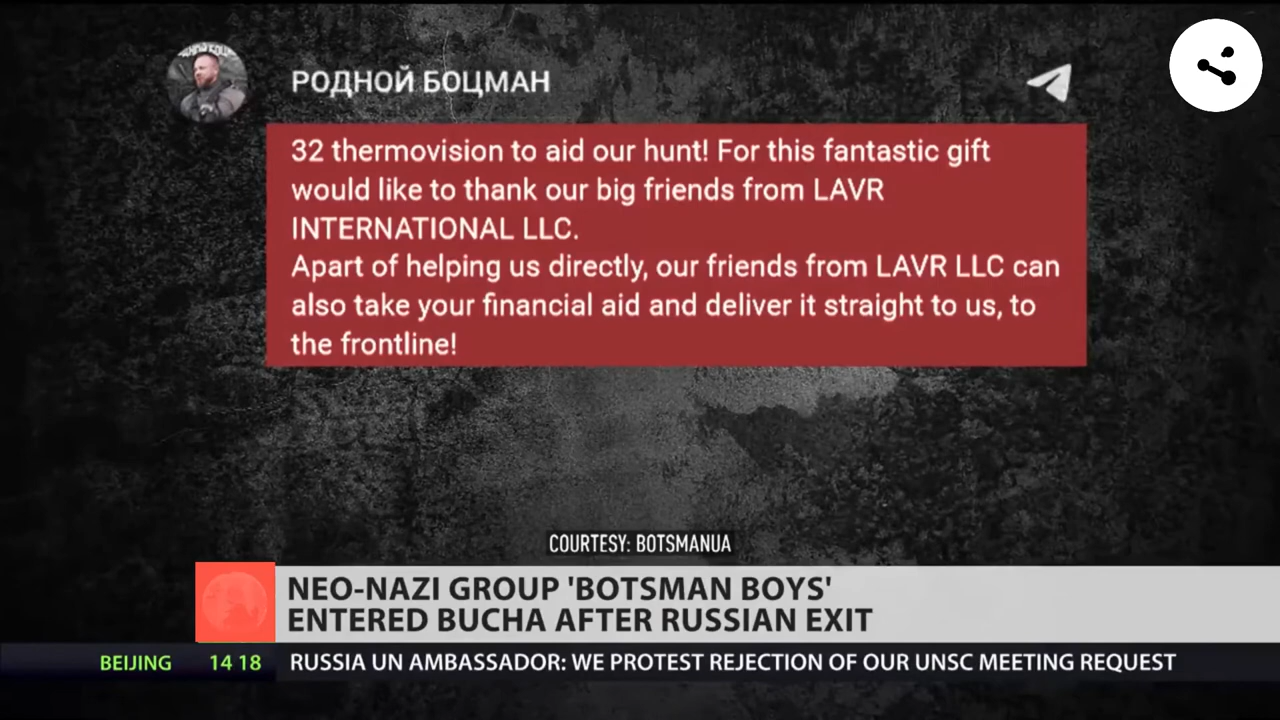 РОДНОЙ БОЦМАН
32 thermovision to aid our hunt! For this fantastic gift
would like to thank our big friends from LAVR
INTERNATIONAL LLC.
Apart of helping us directly, our friends from LAVR LLC can
also take your financial aid and deliver it straight to us, to
the frontline!
COURTESY: BOTSMANUA
NEO-NAZI GROUP 'BOTSMAN BOYS'
ENTERED BUCHA AFTER RUSSIAN EXIT
BEIJING 14 18 RUSSIA UN AMBASSADOR: WE PROTEST REJECTION OF OUR UNSC MEETING REQUEST